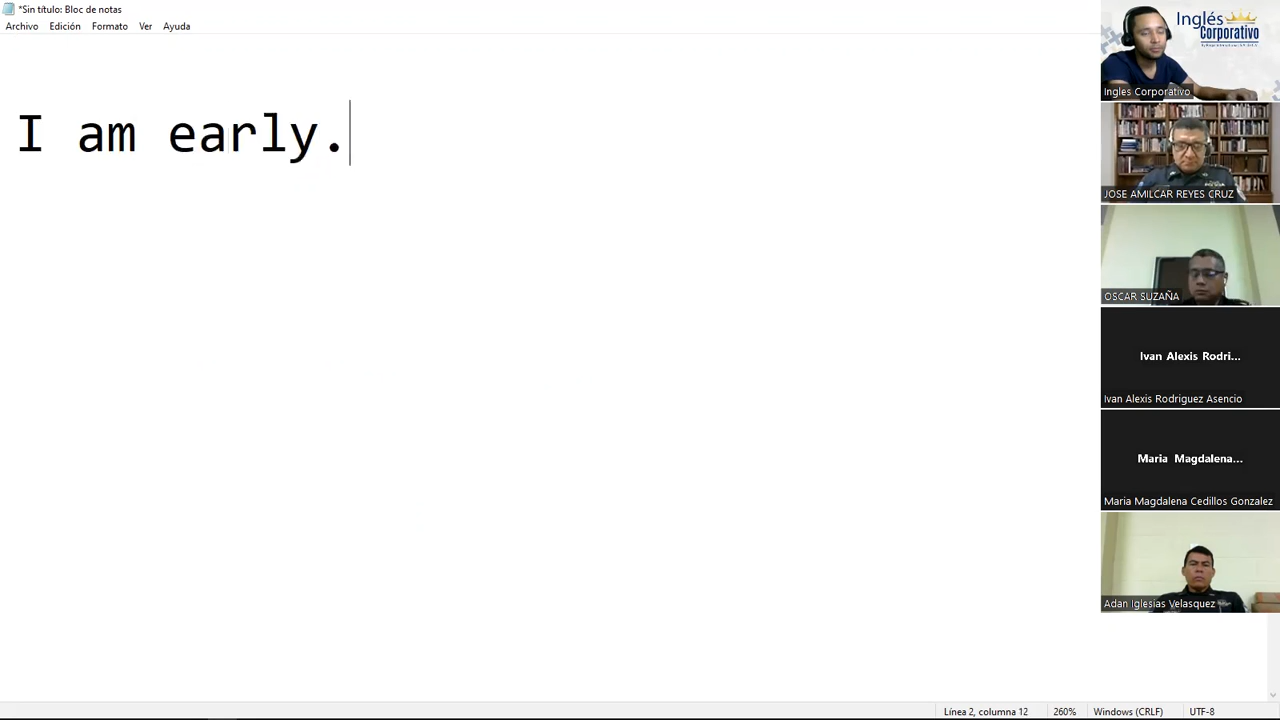 *Sin título: Bloc de notas
Archivo Edición Formato Ver Ayuda
I am early.
Línea 2, columna 12 260% Windows (CRLF) UTF-8
Inglés
Corporativo
Ingles Corporativo
JOSE AMILCAR REYES CRUZ
OSCAR SUZAÑA
Ivan Alexis Rodri...
Ivan Alexis Rodriguez Asencio
Maria Magdalena...
Maria Magdalena Cedillos Gonzalez
Adan Iglesias Velasquez